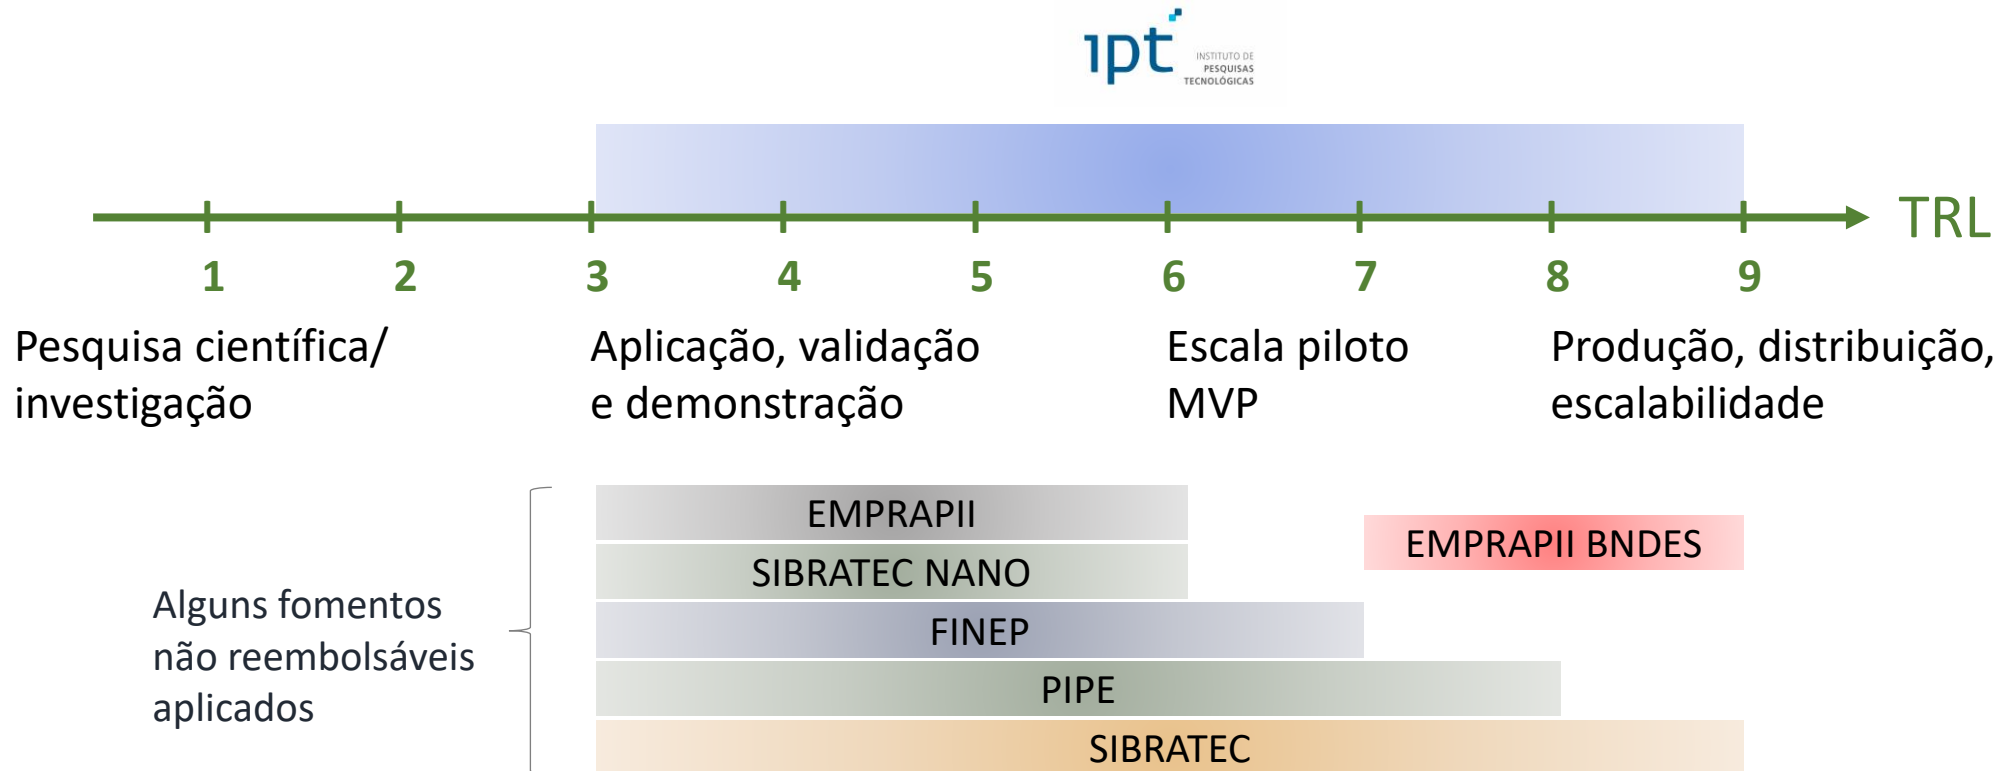 ipt
INSTITUTO DE
PESQUISAS
TECNOLÓGICAS
TRL
1 2 3 4 5 6 7 8 9
Pesquisa científica/
investigação
Aplicação, validação
e demonstração
Escala piloto
MVP
Produção, distribuição,
escalabilidade
Alguns fomentos
não reembolsáveis
aplicados
EMPRAPII
SIBRATEC NANO
FINEP
PIPE
SIBRATEC
EMPRAPII BNDES